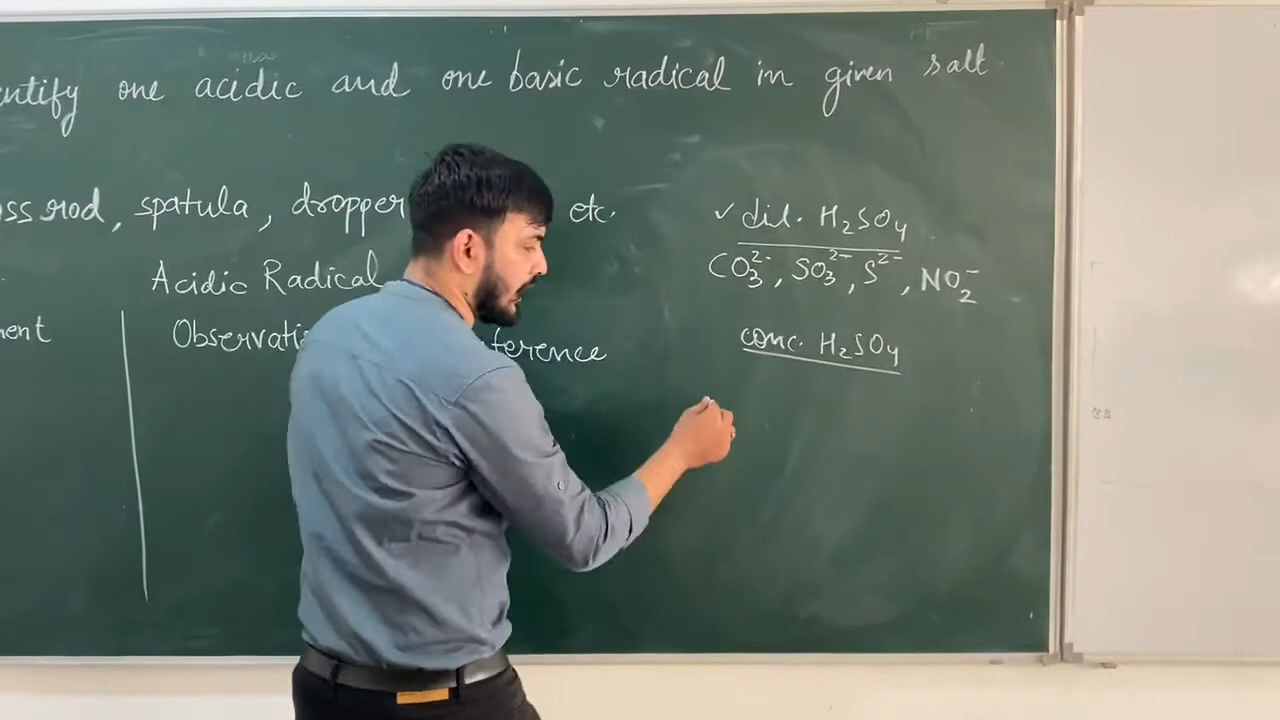 ntify one acidic and one basic radical in given salt.
ss rod, spatula, dropper etc.
✓ dil. H₂SO₄
CO₃²⁻, SO₃²⁻, S²⁻, NO₂⁻
Acidic Radical
ment Observati ference
conc. H₂SO₄